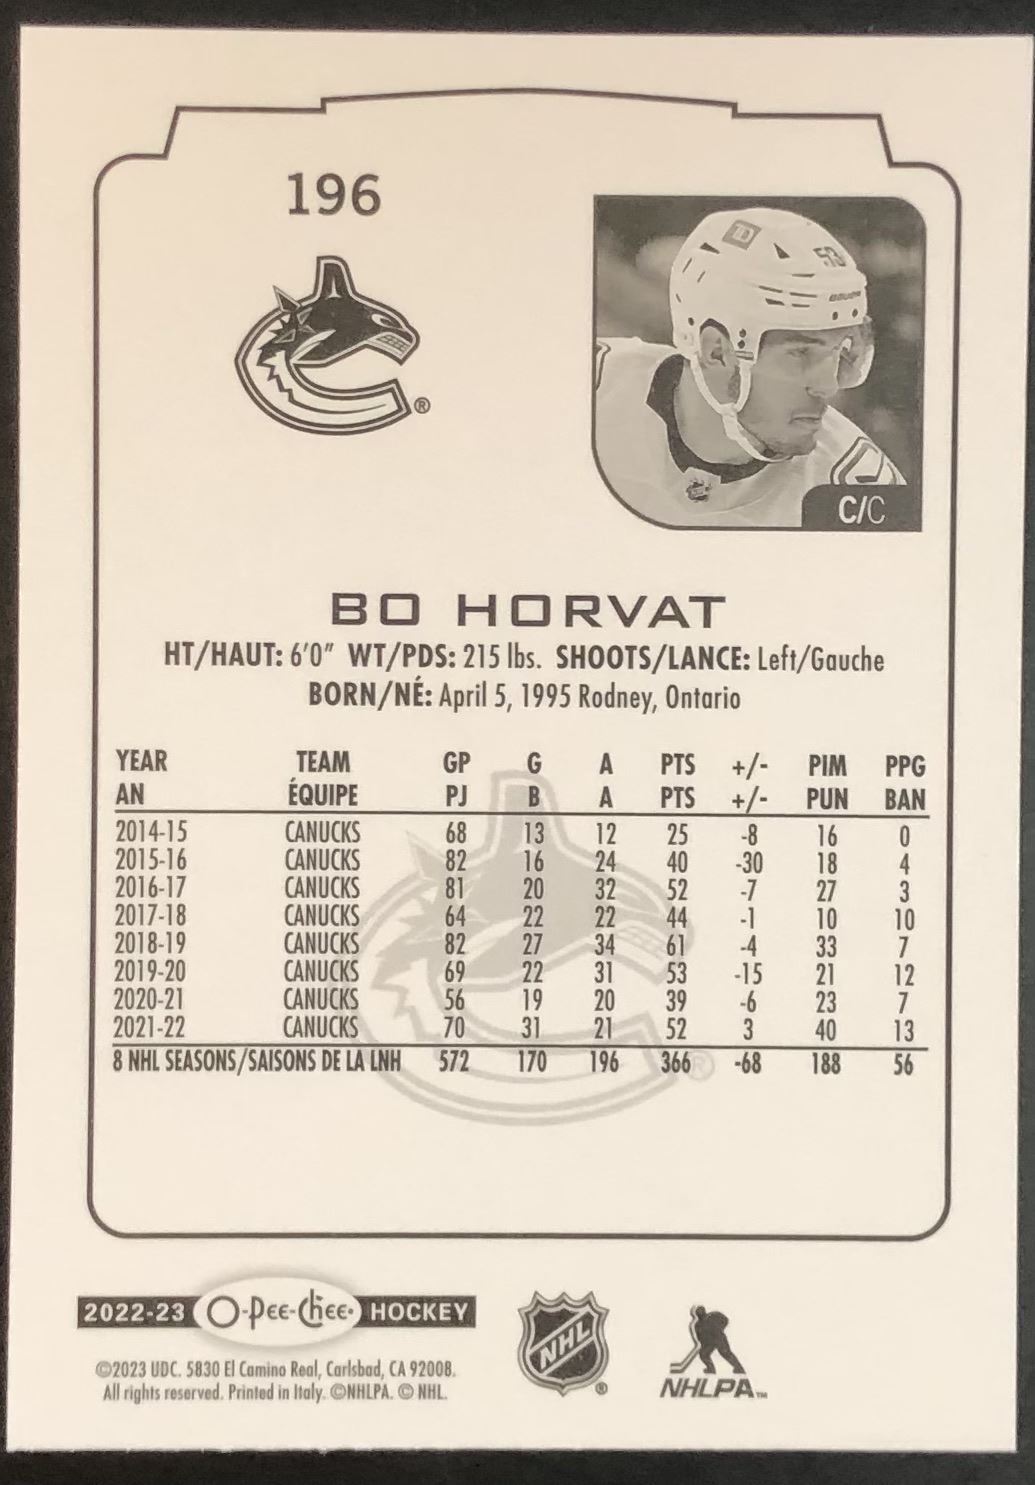 196
®
TD
53
BAUER
C/C
BO HORVAT
HT/HAUT: 6'0" WT/PDS: 215 lbs. SHOOTS/LANCE: Left/Gauche
BORN/NÉ: April 5, 1995 Rodney, Ontario
YEAR TEAM GP G A PTS +/- PIM PPG
AN ÉQUIPE PJ B A PTS +/- PUN BAN
2014-15 CANUCKS 68 13 12 25 -8 16 0
2015-16 CANUCKS 82 16 24 40 -30 18 4
2016-17 CANUCKS 81 20 32 52 -7 27 3
2017-18 CANUCKS 64 22 22 44 -1 10 10
2018-19 CANUCKS 82 27 34 61 -4 33 7
2019-20 CANUCKS 69 22 31 53 -15 21 12
2020-21 CANUCKS 56 19 20 39 -6 23 7
2021-22 CANUCKS 70 31 21 52 3 40 13
8 NHL SEASONS/SAISONS DE LA LNH 572 170 196 366 -68 188 56
®
2022-23 O-Pee-Chee HOCKEY
©2023 UDC. 5830 El Camino Real, Carlsbad, CA 92008.
All rights reserved. Printed in Italy. ©NHLPA. © NHL.
NHL ®
NHLPA™